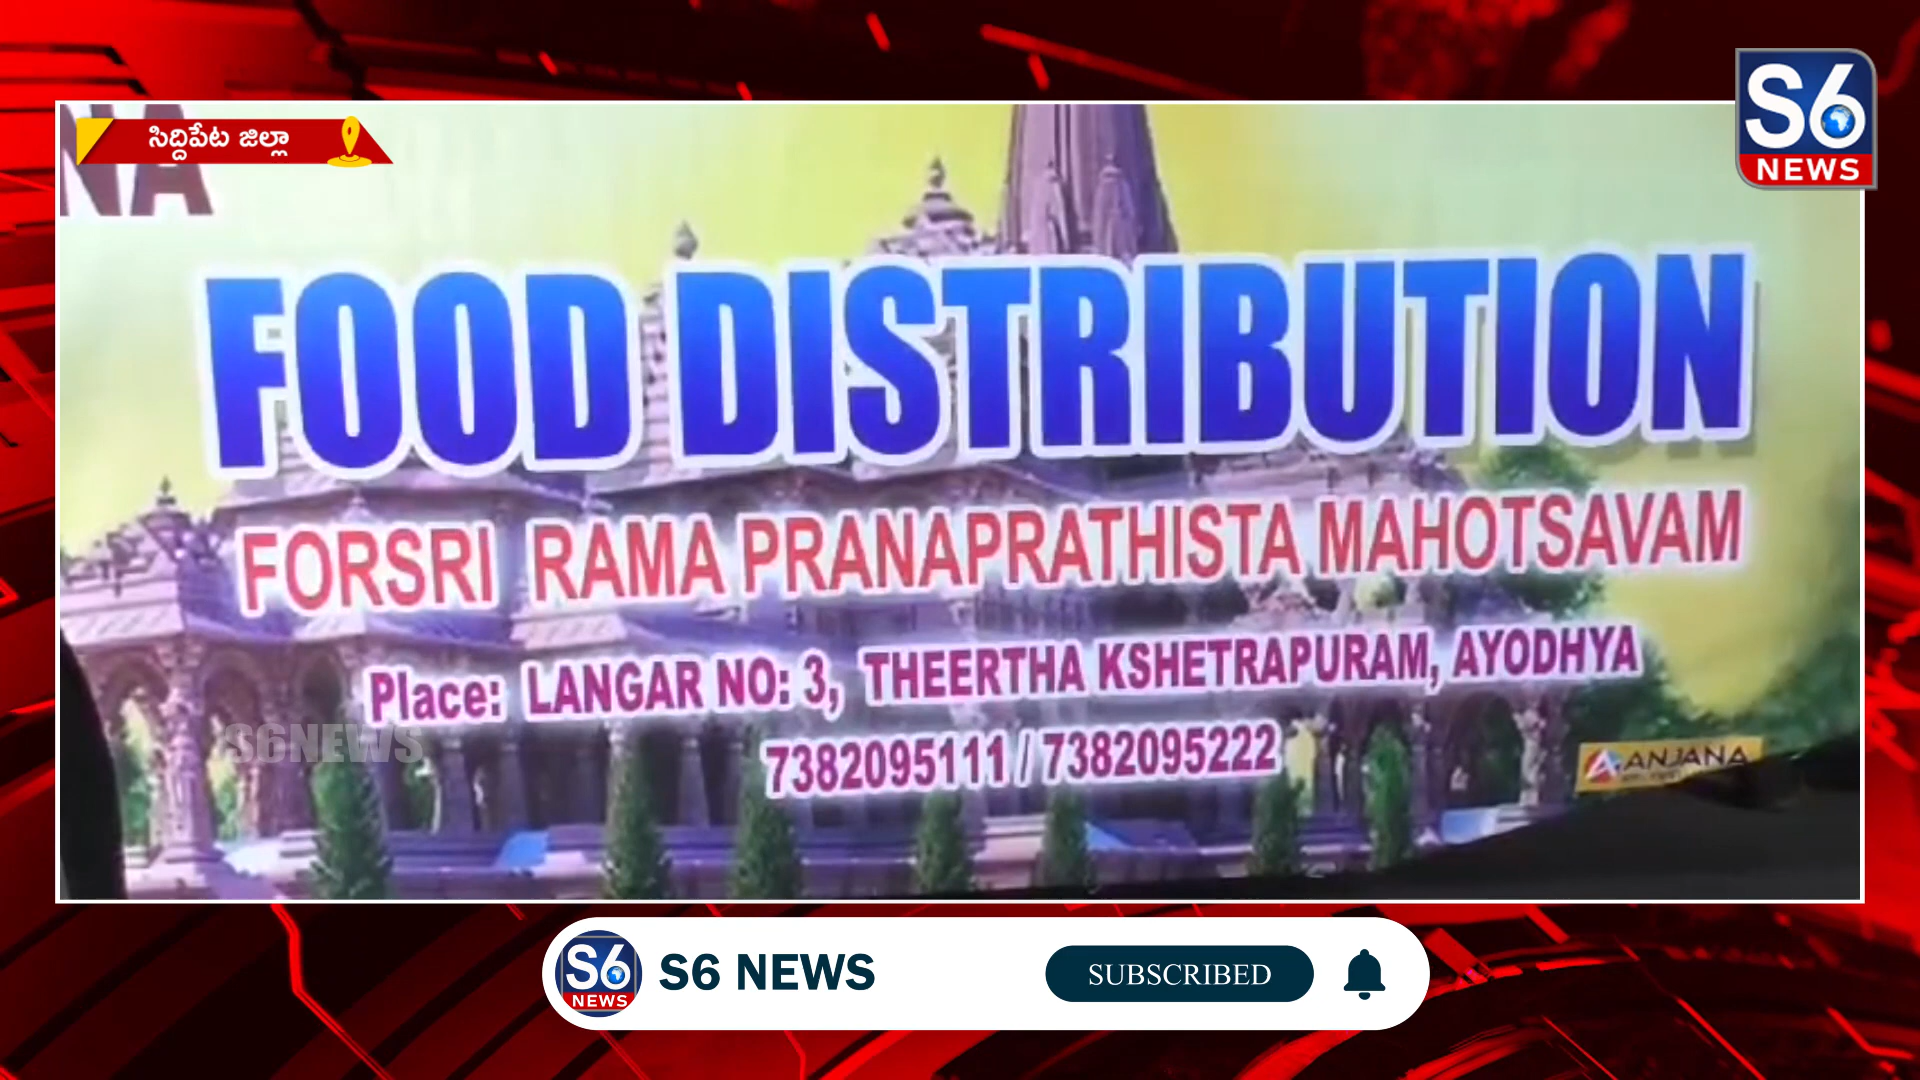 S6
NEWS
సిద్దిపేట జిల్లా
NA
FOOD DISTRIBUTION
FORSRI RAMA PRANAPRATHISTA MAHOTSAVAM
Place: LANGAR NO: 3, THEERTHA KSHETRAPURAM, AYODHYA
7382095111 / 7382095222
S6NEWS
ANJANA
S6
NEWS
S6 NEWS
SUBSCRIBED